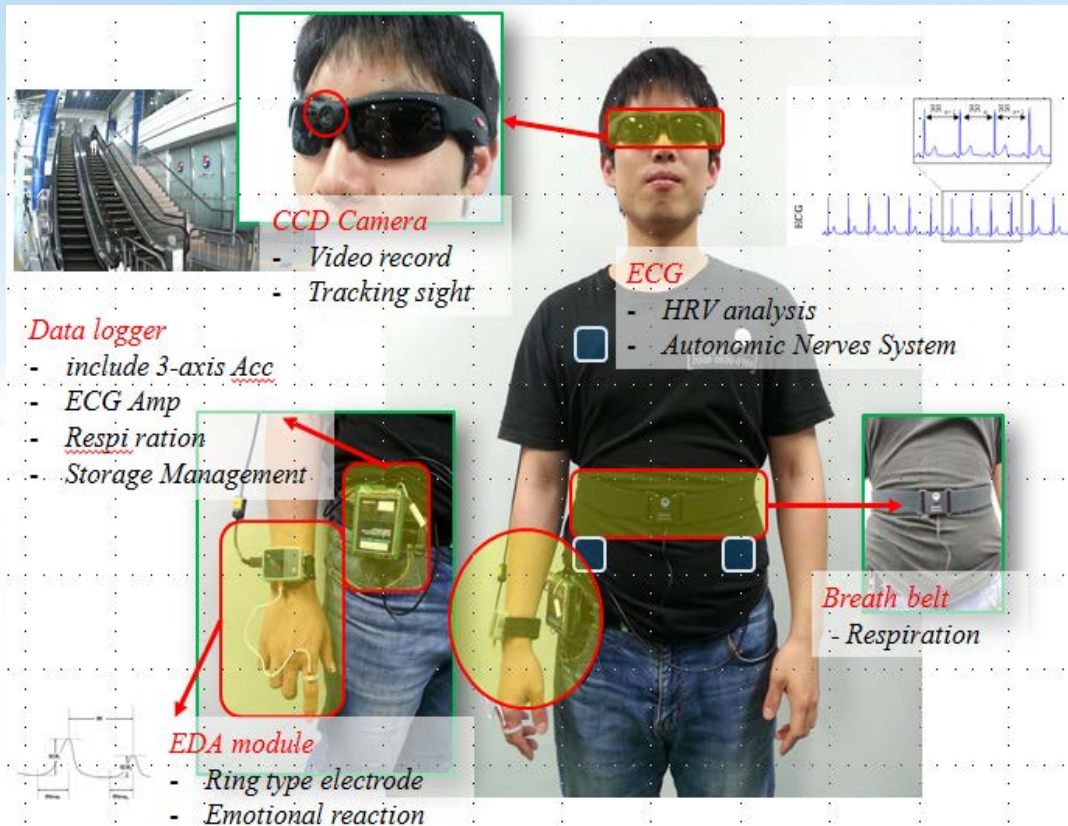 CCD Camera
- Video record
- Tracking sight
ECG
- HRV analysis
- Autonomic Nerves System
ECG
RR
RR
RR
Data logger
- include 3-axis Acc
- ECG Amp
- Respi ration
- Storage Management
Breath belt
- Respiration
EDA module
- Ring type electrode
- Emotional reaction